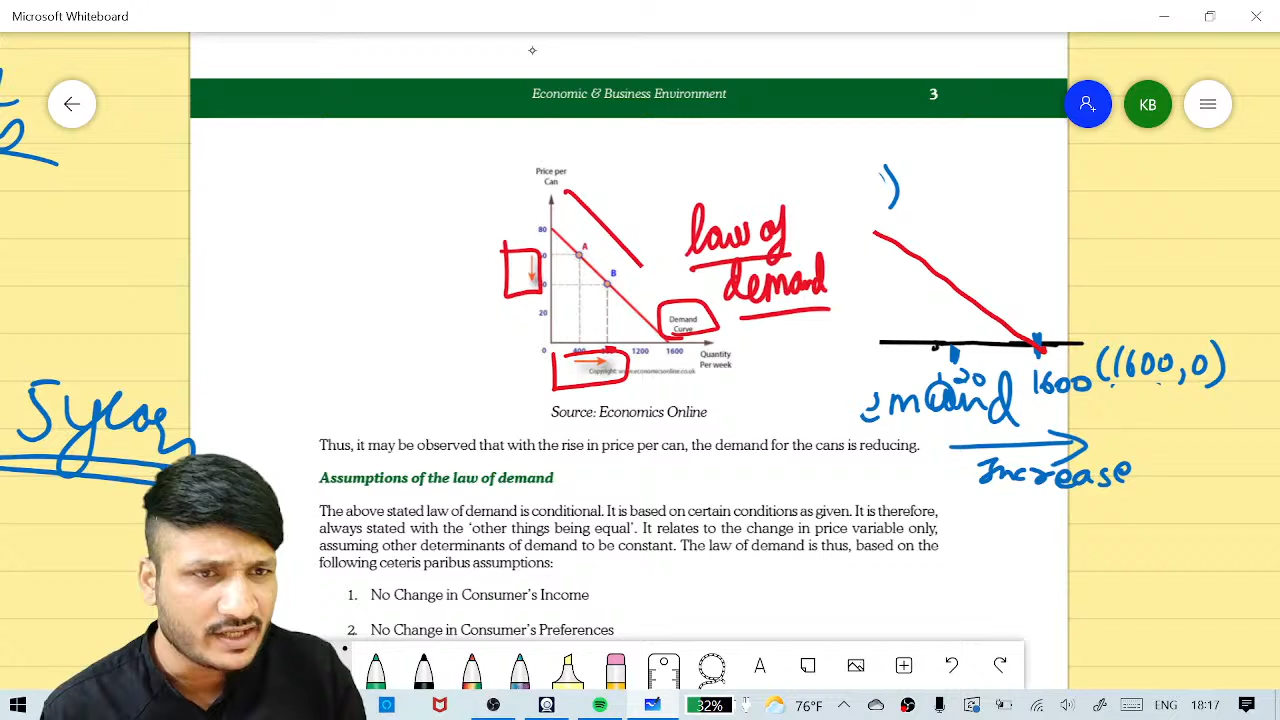 Microsoft Whiteboard
Economic & Business Environment
3
KB
Price per
Can
80
A
B
20
0
1200
1600
Demand
Curve
Quantity
Per week
Copyright: www.economicsonline.co.uk
law of
demand
1600 (1600, 0)
Increase
Source: Economics Online
Thus, it may be observed that with the rise in price per can, the demand for the cans is reducing.
Assumptions of the law of demand
The above stated law of demand is conditional. It is based on certain conditions as given. It is therefore,
always stated with the 'other things being equal'. It relates to the change in price variable only,
assuming other determinants of demand to be constant. The law of demand is thus, based on the
following ceteris paribus assumptions:
1. No Change in Consumer's Income
2. No Change in Consumer's Preferences
A
32%
76°F
ENG
18:17